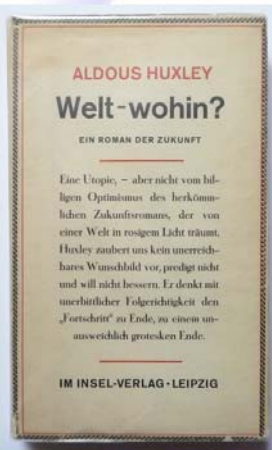 ALDOUS HUXLEY
Welt-wohin?
EIN ROMAN DER ZUKUNFT
Eine Utopie, – aber nicht vom bil-
ligen Optimismus des herkömm-
lichen Zukunftsromans, der von
einer Welt in rosigem Licht träumt.
Huxley zaubert uns kein unerreich-
bares Wunschbild vor, predigt nicht
und will nicht bessern. Er denkt mit
unerbittlicher Folgerichtigkeit den
„Fortschritt“ zu Ende, zu einem un-
ausweichlich grotesken Ende.
IM INSEL-VERLAG · LEIPZIG